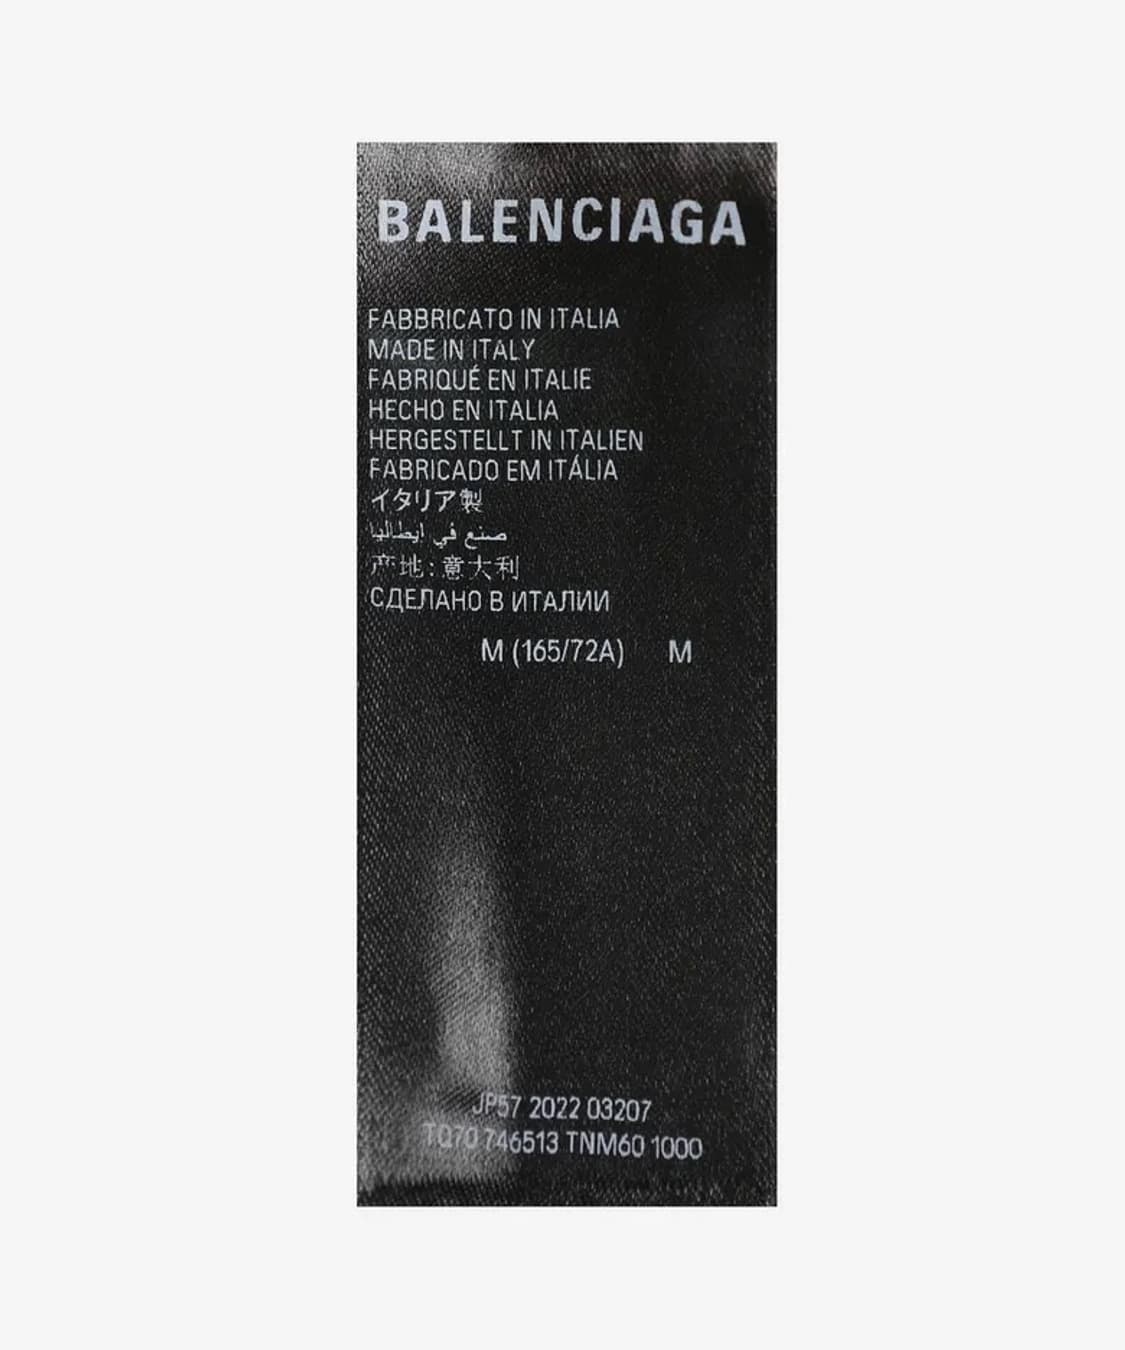 BALENCIAGA
FABBRICATO IN ITALIA
MADE IN ITALY
FABRIQUÉ EN ITALIE
HECHO EN ITALIA
HERGESTELLT IN ITALIEN
FABRICADO EM ITÁLIA
イタリア製
صنع في إيطاليا
产地:意大利
СДЕЛАНО В ИТАЛИИ
M (165/72A) M
JP57 2022 03207
TQ70 746513 TNM60 1000